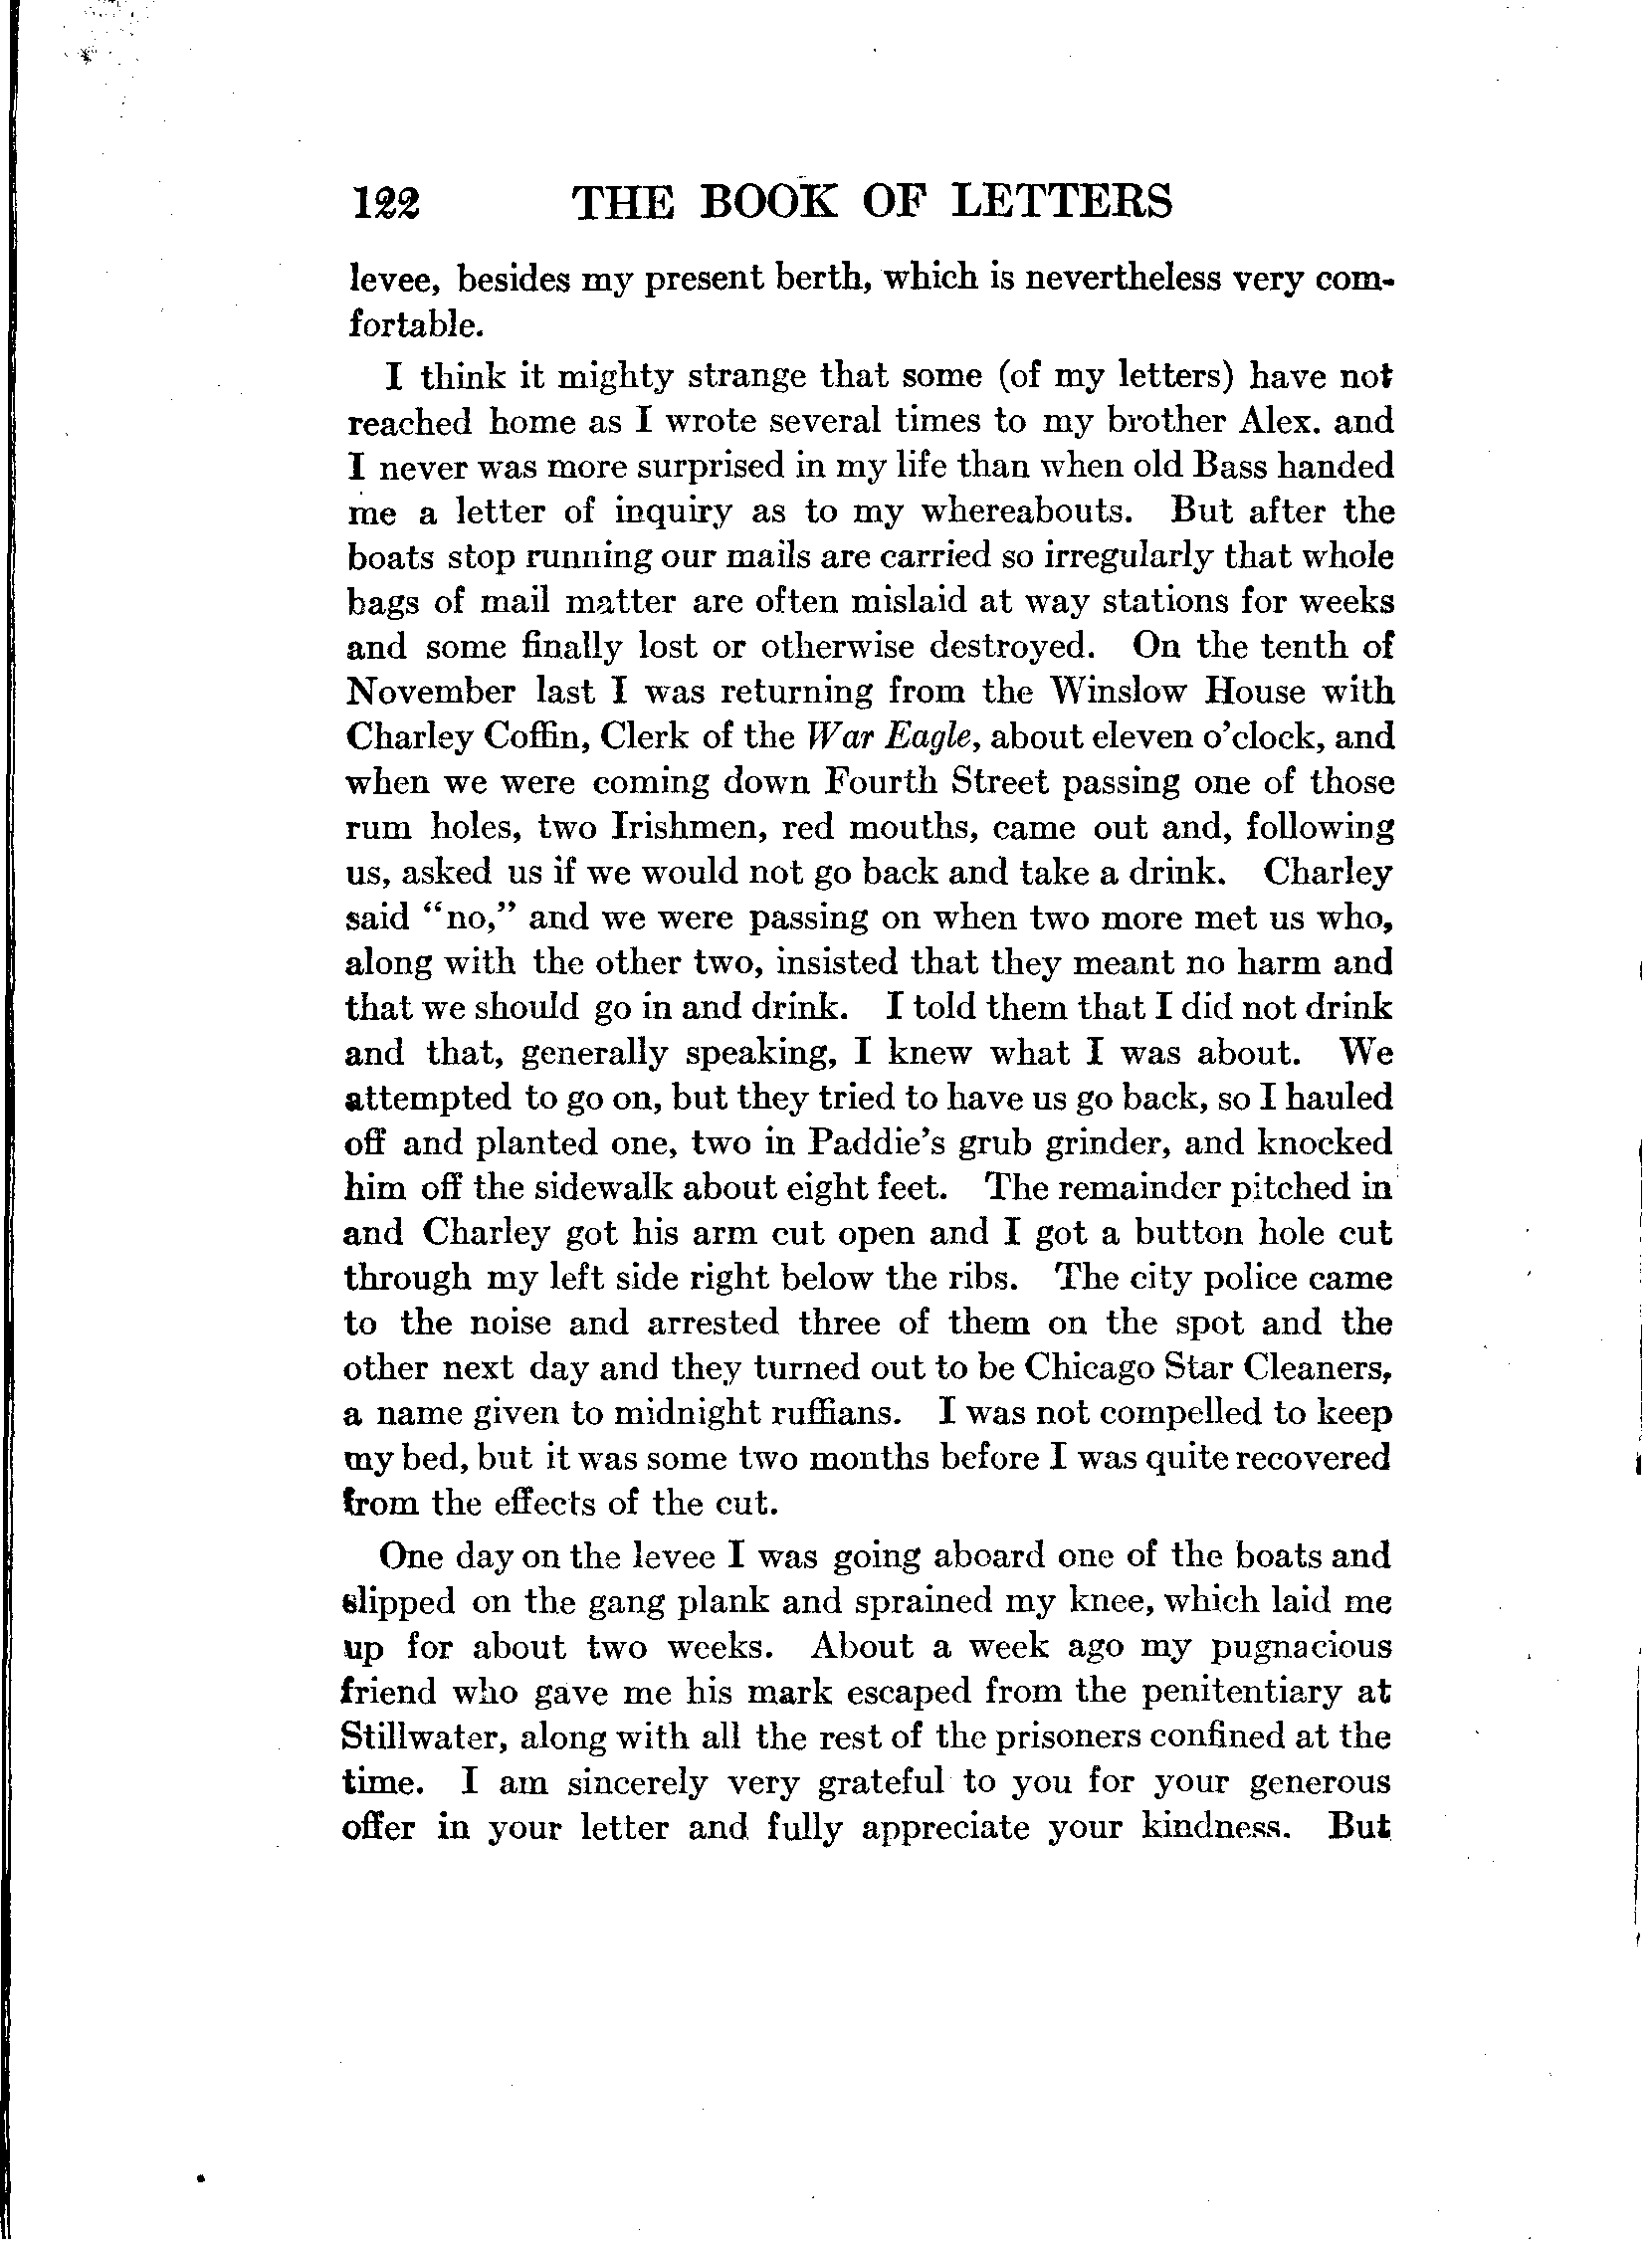 122 THE BOOK OF LETTERS
levee, besides my present berth, which is nevertheless very com-
fortable.
I think it mighty strange that some (of my letters) have not
reached home as I wrote several times to my brother Alex. and
I never was more surprised in my life than when old Bass handed
me a letter of inquiry as to my whereabouts. But after the
boats stop running our mails are carried so irregularly that whole
bags of mail matter are often mislaid at way stations for weeks
and some finally lost or otherwise destroyed. On the tenth of
November last I was returning from the Winslow House with
Charley Coffin, Clerk of the War Eagle, about eleven o'clock, and
when we were coming down Fourth Street passing one of those
rum holes, two Irishmen, red mouths, came out and, following
us, asked us if we would not go back and take a drink. Charley
said “no,” and we were passing on when two more met us who,
along with the other two, insisted that they meant no harm and
that we should go in and drink. I told them that I did not drink
and that, generally speaking, I knew what I was about. We
attempted to go on, but they tried to have us go back, so I hauled
off and planted one, two in Paddie's grub grinder, and knocked
him off the sidewalk about eight feet. The remainder pitched in
and Charley got his arm cut open and I got a button hole cut
through my left side right below the ribs. The city police came
to the noise and arrested three of them on the spot and the
other next day and they turned out to be Chicago Star Cleaners,
a name given to midnight ruffians. I was not compelled to keep
my bed, but it was some two months before I was quite recovered
from the effects of the cut.
One day on the levee I was going aboard one of the boats and
slipped on the gang plank and sprained my knee, which laid me
up for about two weeks. About a week ago my pugnacious
friend who gave me his mark escaped from the penitentiary at
Stillwater, along with all the rest of the prisoners confined at the
time. I am sincerely very grateful to you for your generous
offer in your letter and fully appreciate your kindness. But